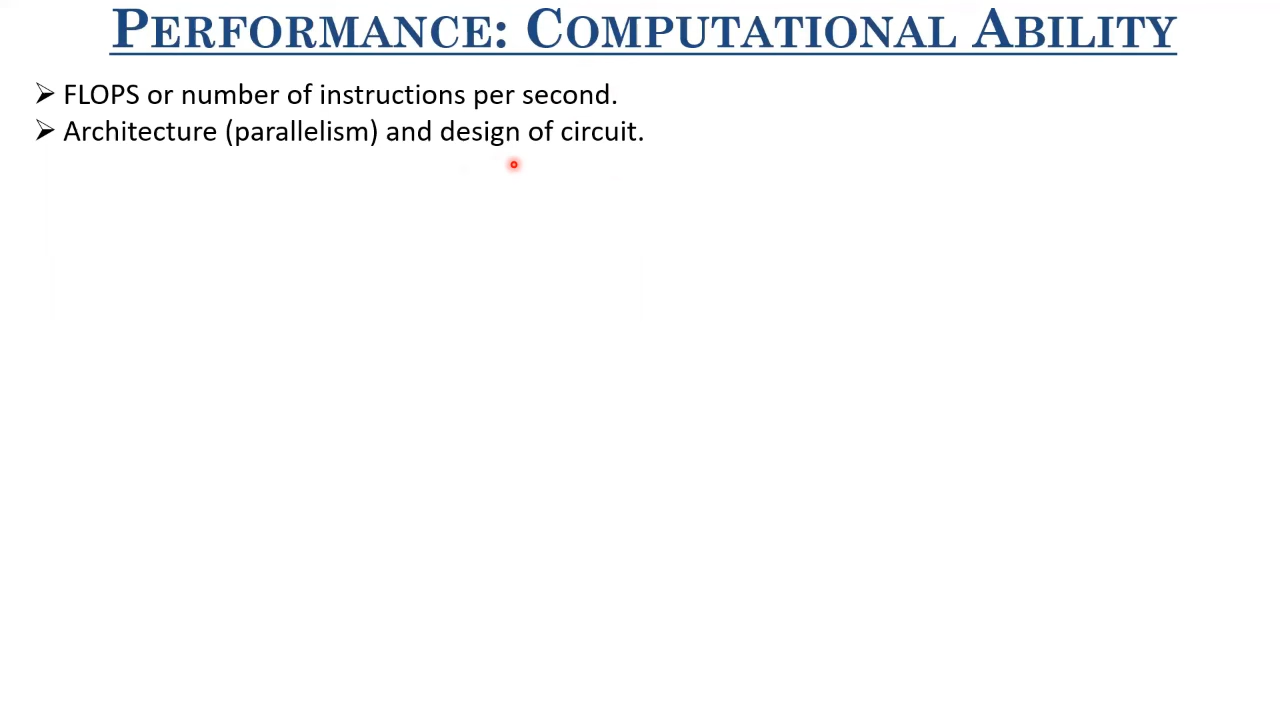 PERFORMANCE: COMPUTATIONAL ABILITY
FLOPS or number of instructions per second.
Architecture (parallelism) and design of circuit.